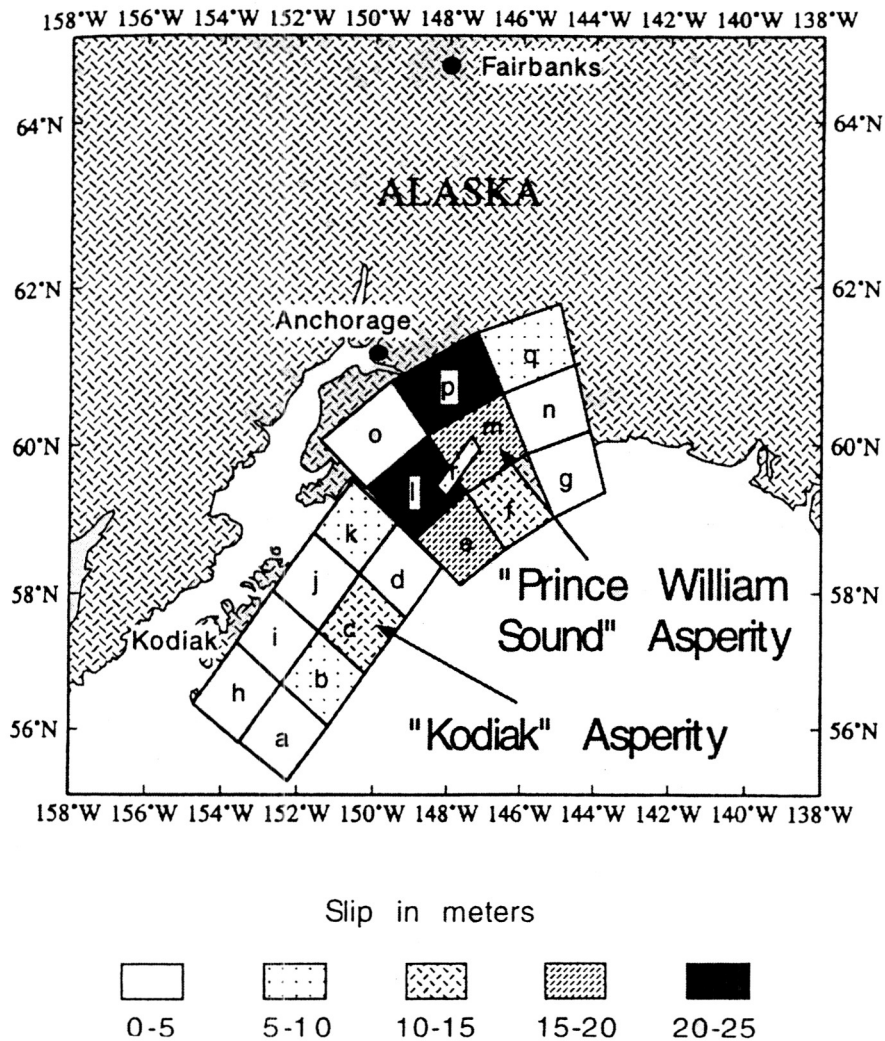 158°W 156°W 154°W 152°W 150°W 148°W 146°W 144°W 142°W 140°W 138°W
Fairbanks
64°N 64°N
ALASKA
62°N 62°N
Anchorage
q
p
n
m
o
60°N 60°N
r
g
l
f
k
e
d
j
58°N 58°N
"Prince William
Sound" Asperity
c
Kodiak
i
b
h
"Kodiak" Asperity
a
56°N 56°N
158°W 156°W 154°W 152°W 150°W 148°W 146°W 144°W 142°W 140°W 138°W
Slip in meters
0-5 5-10 10-15 15-20 20-25